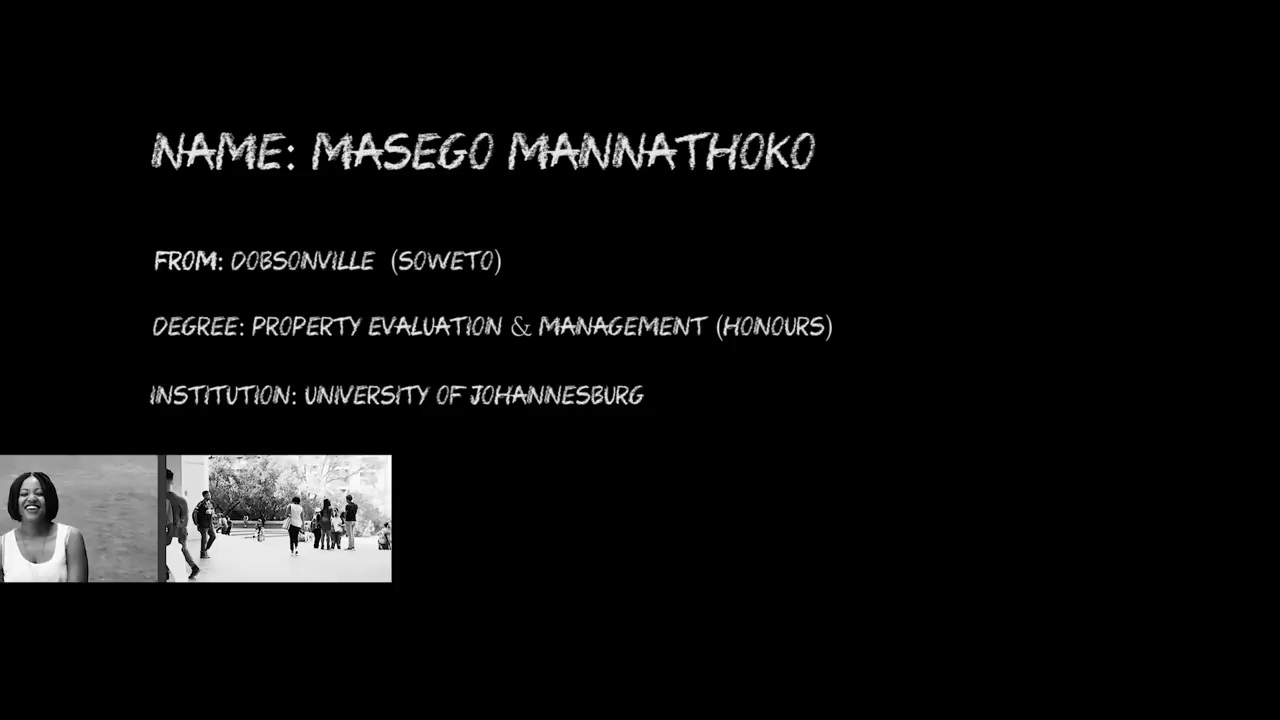 NAME: MASEGO MANNATHOKO
FROM: DOBSONVILLE (SOWETO)
DEGREE: PROPERTY EVALUATION & MANAGEMENT (HONOURS)
INSTITUTION: UNIVERSITY OF JOHANNESBURG